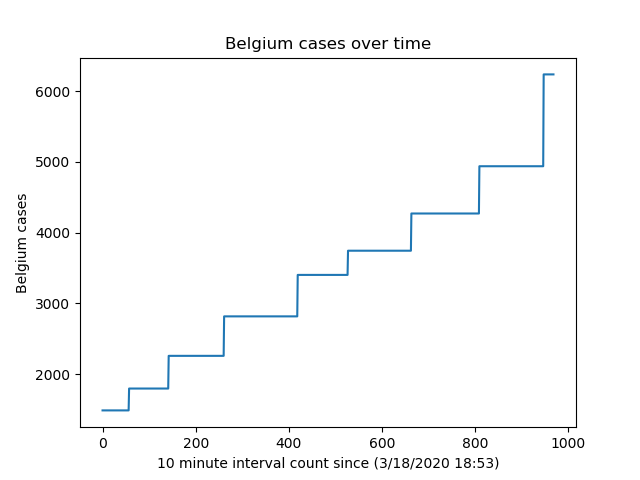 Belgium cases over time
Belgium cases
6000
5000
4000
3000
2000
0 200 400 600 800 1000
10 minute interval count since (3/18/2020 18:53)